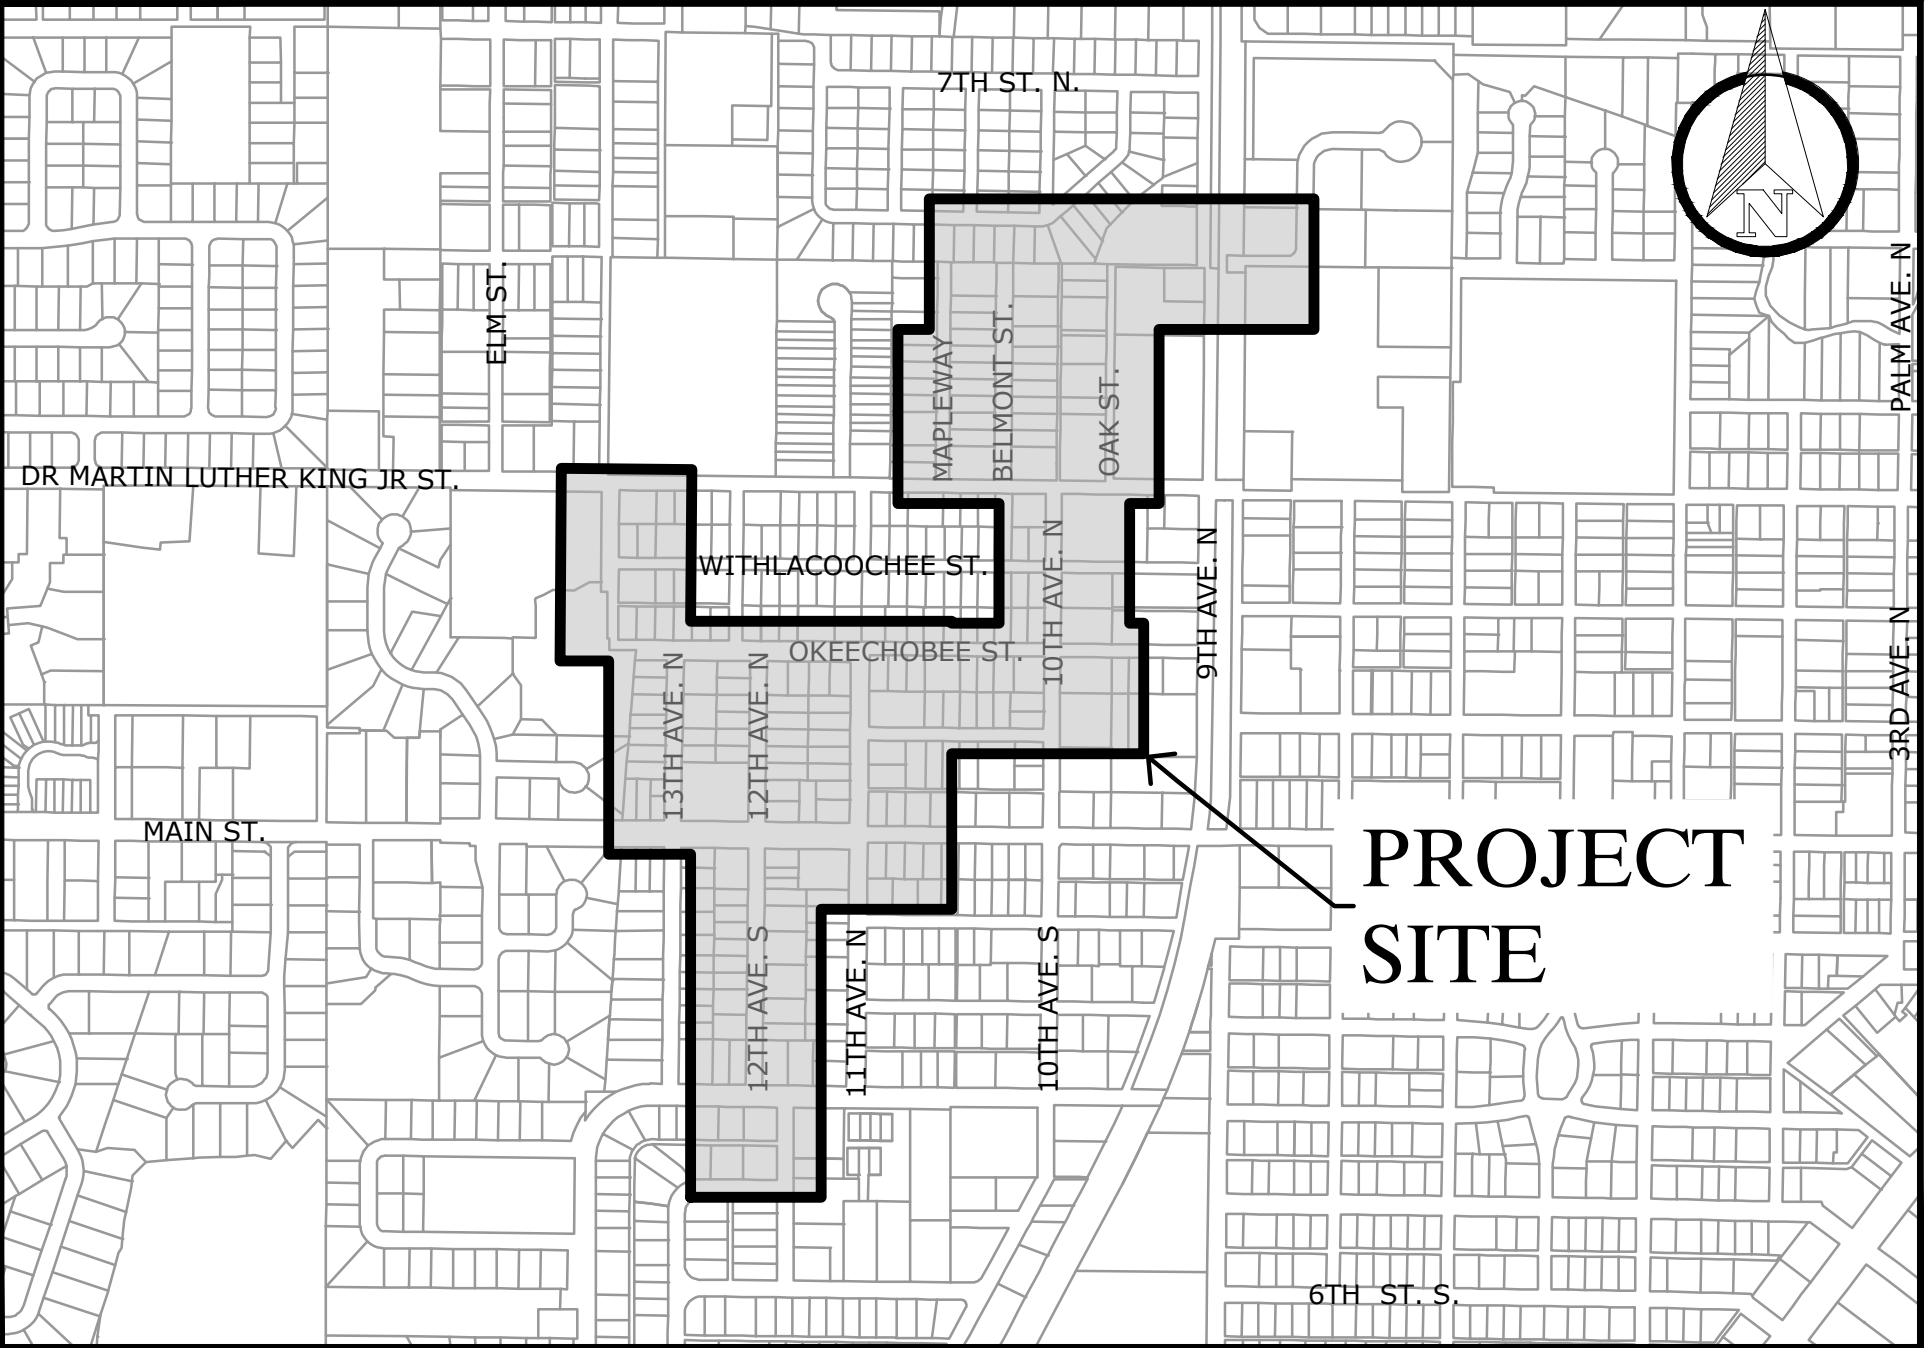 7TH ST. N.
N
PALM AVE. N
ELM ST.
MAPLEWAY
BELMONT ST.
OAK ST.
DR MARTIN LUTHER KING JR ST.
WITHLACOOCHEE ST.
10TH AVE. N
9TH AVE. N
OKEECHOBEE ST.
13TH AVE. N
12TH AVE. N
3RD AVE. N
MAIN ST.
PROJECT
SITE
12TH AVE. S
11TH AVE. N
10TH AVE. S
6TH ST. S.